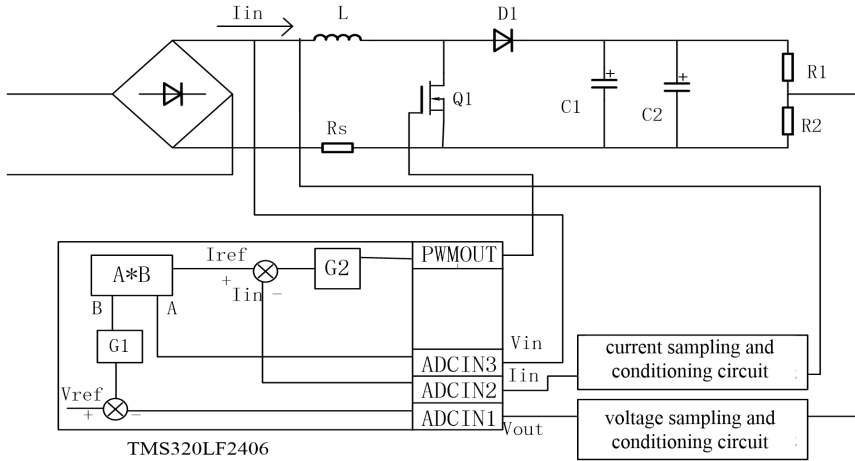 Iin
L
D1
Q1
C1
C2
R1
R2
Rs
A*B
B
A
Iref
+
Iin -
G2
PWMOUT
G1
Vref
+
-
ADCIN3
ADCIN2
ADCIN1
Vin
Iin
Vout
current sampling and
conditioning circuit
voltage sampling and
conditioning circuit
TMS320LF2406